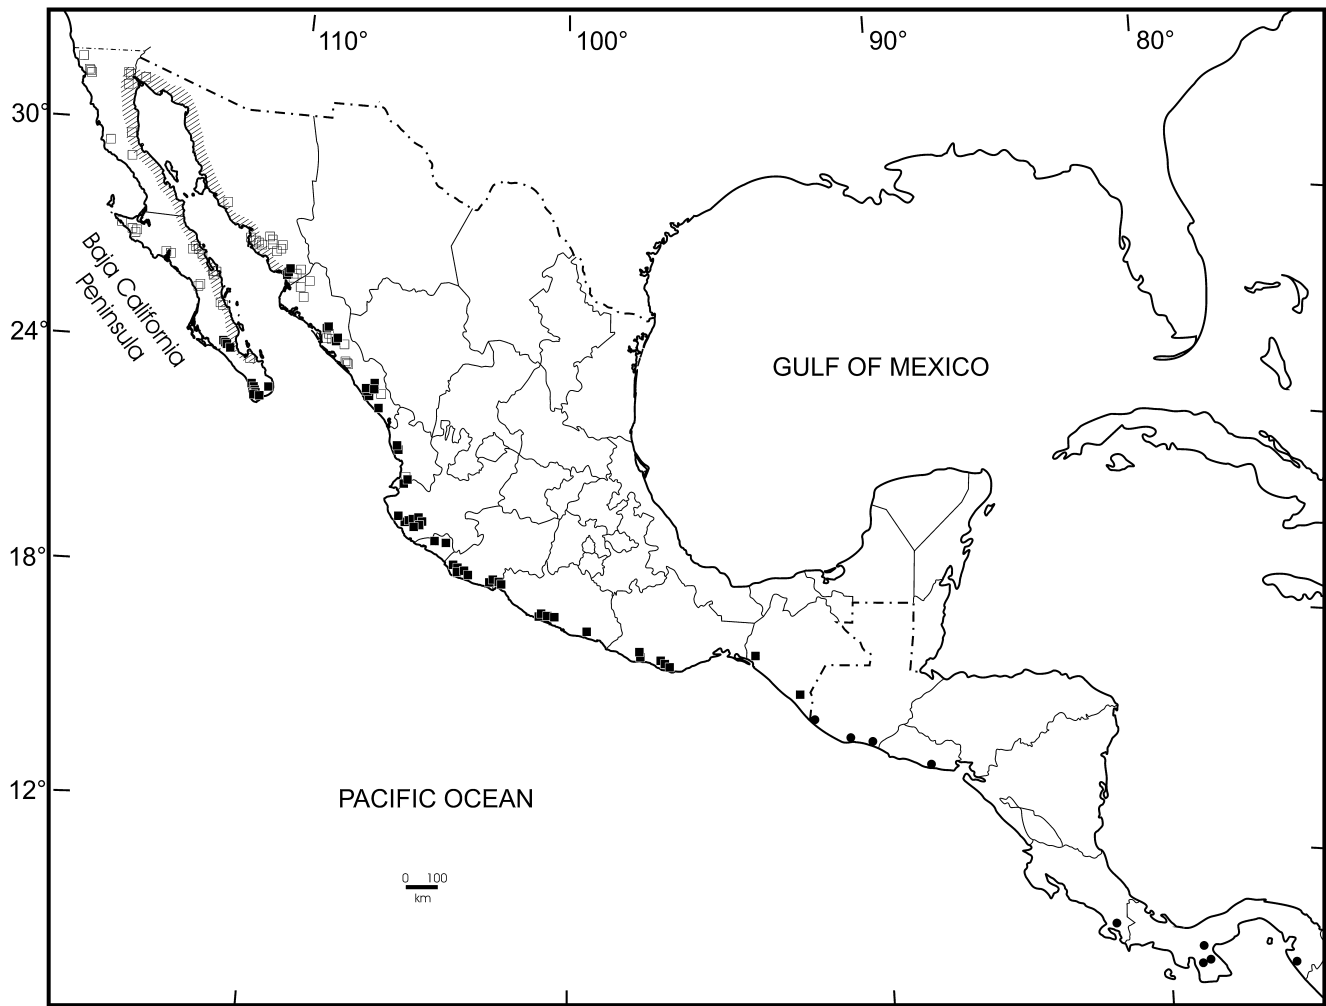 110°
100°
90°
80°
30°
24°
18°
12°
Baja California
Peninsula
GULF OF MEXICO
PACIFIC OCEAN
0 100
km